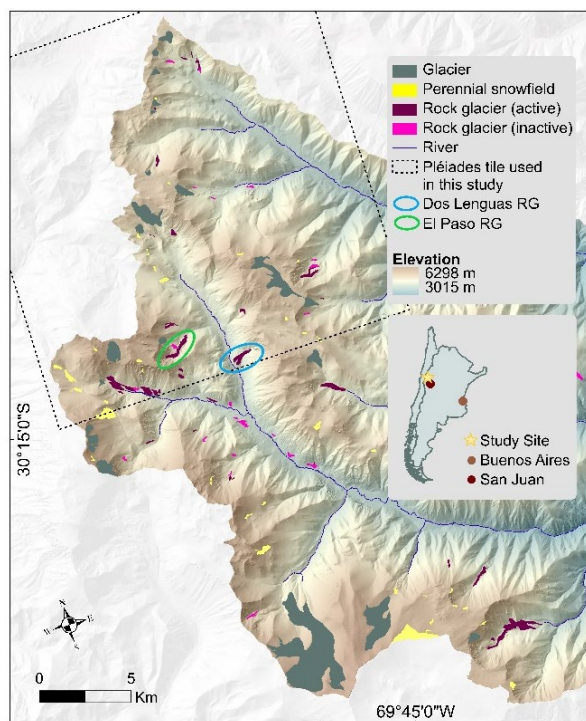 Glacier
Perennial snowfield
Rock glacier (active)
Rock glacier (inactive)
River
Pléiades tile used
in this study
Dos Lenguas RG
El Paso RG
Elevation
6298 m
3015 m
Study Site
Buenos Aires
San Juan
30°15'0"S
N
W
E
S
0
5
Km
69°45'0"W